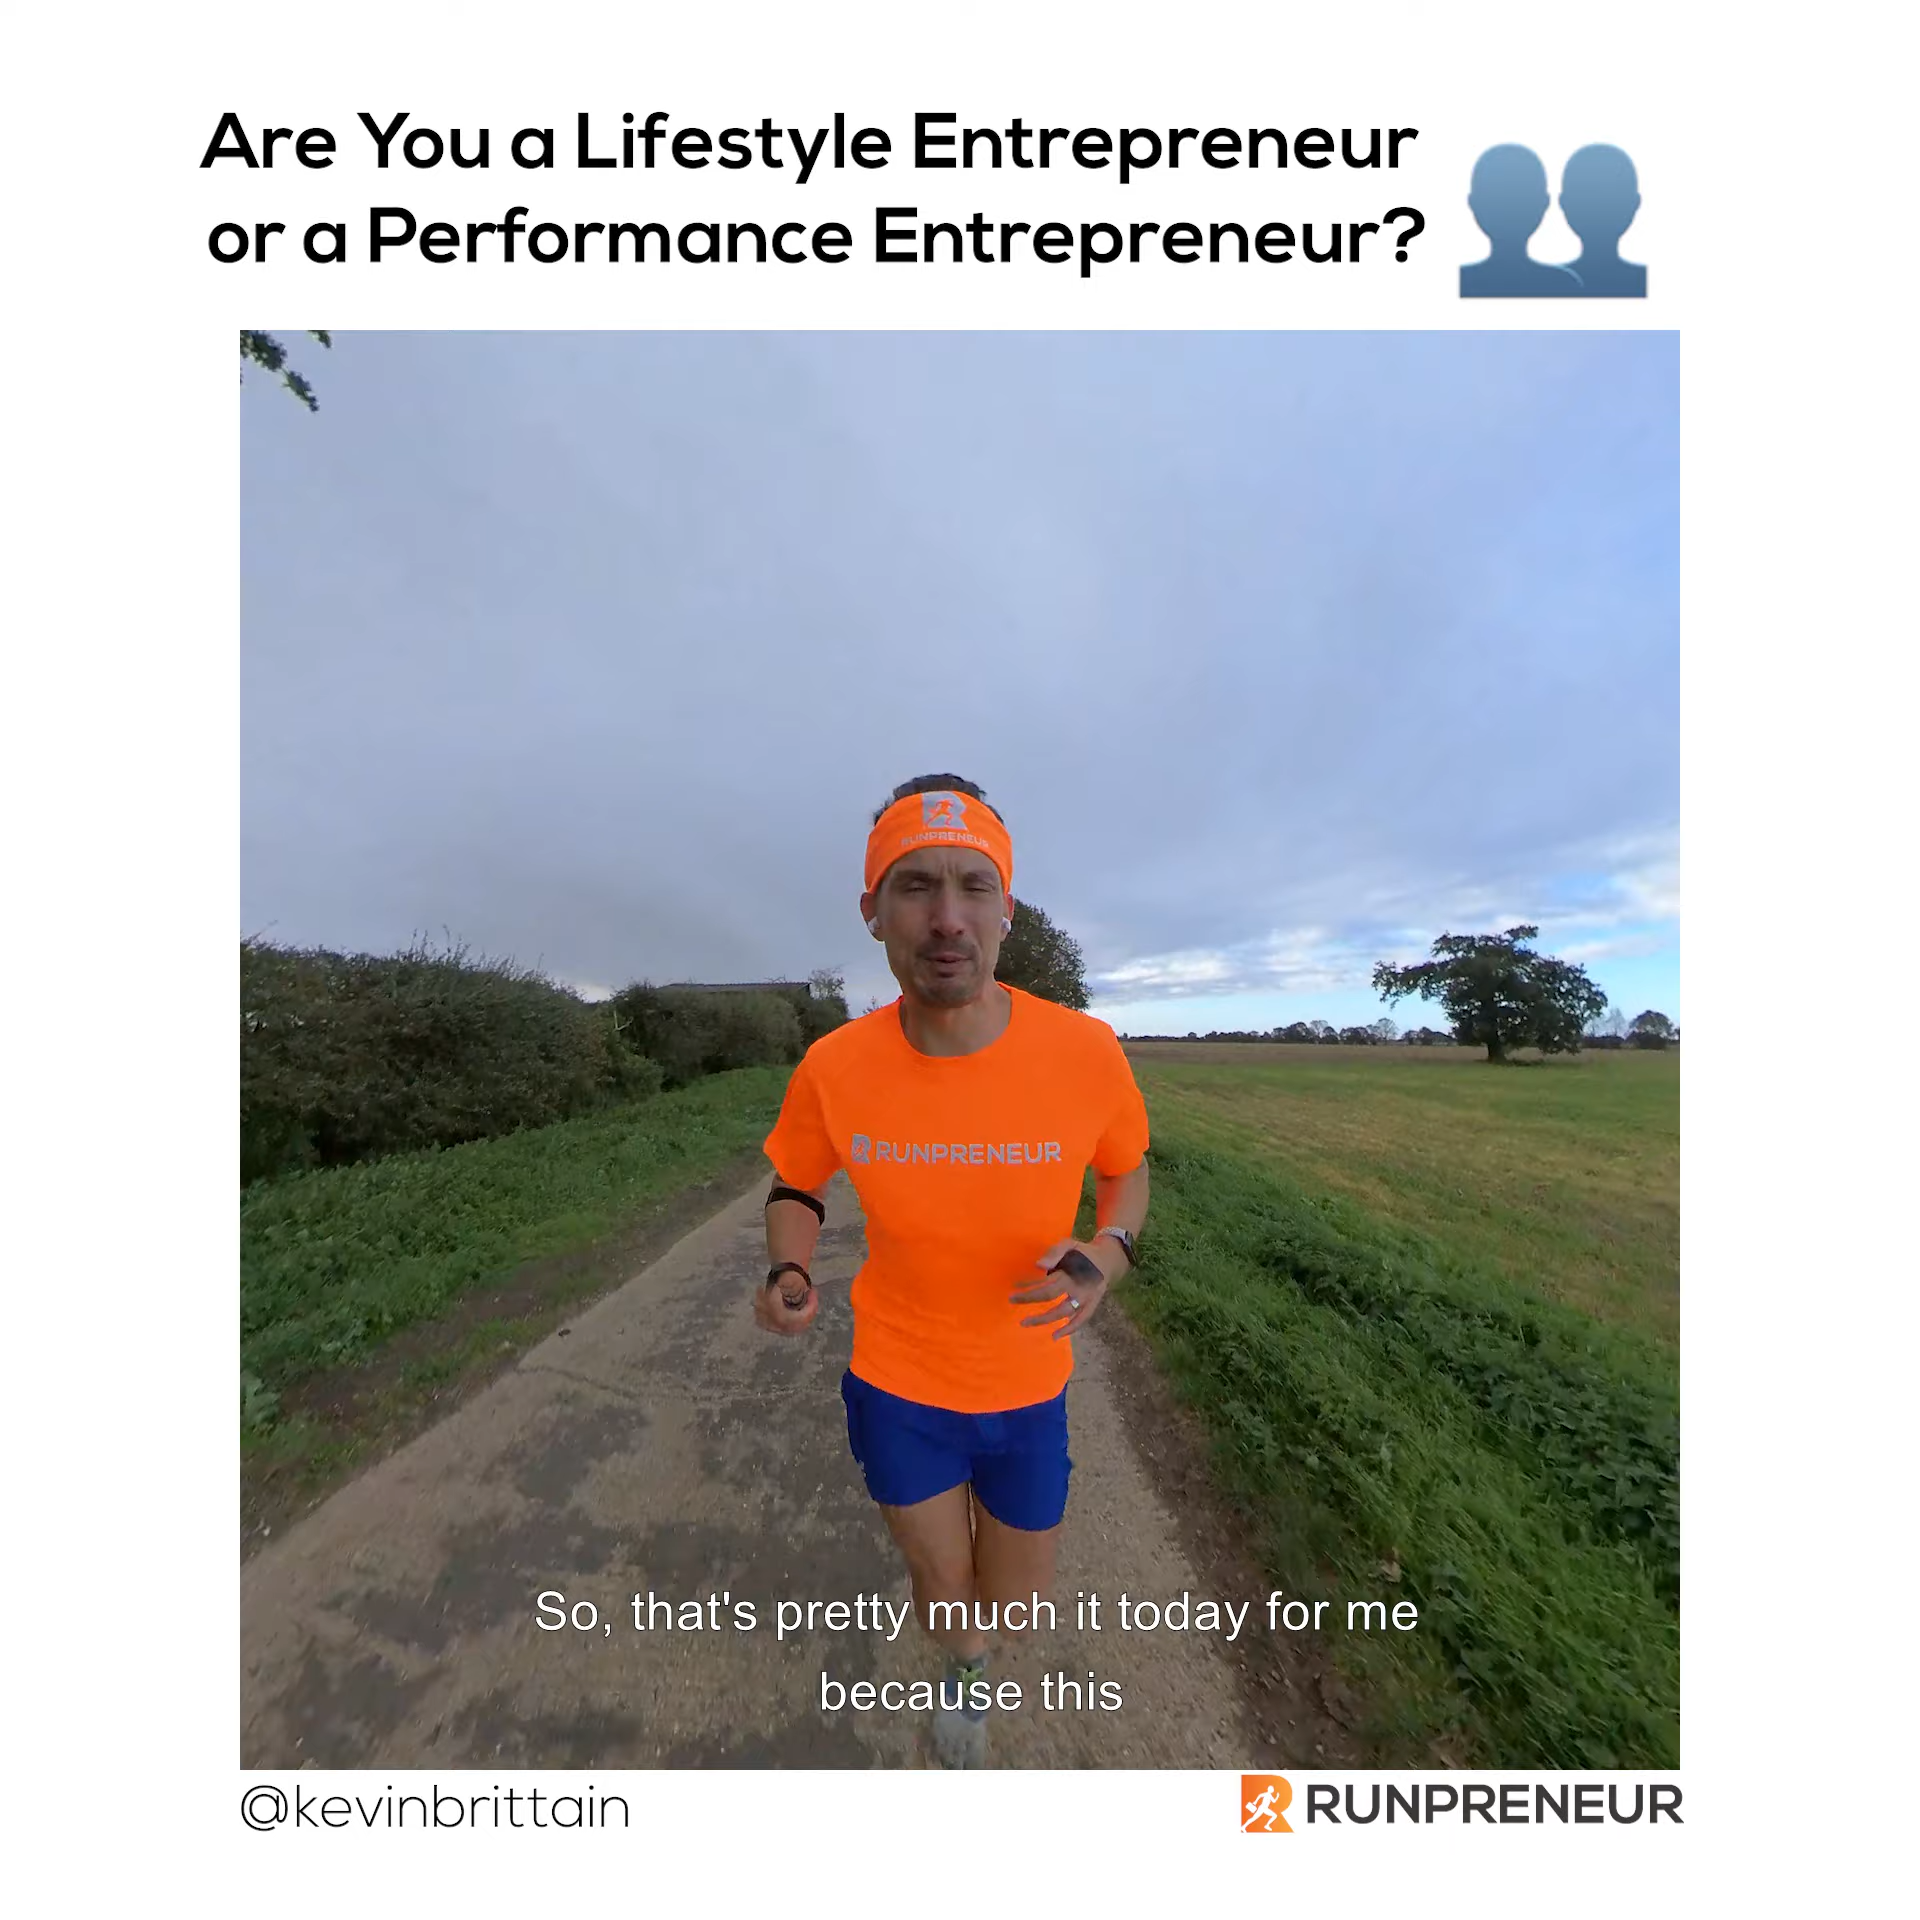 Are You a Lifestyle Entrepreneur
or a Performance Entrepreneur?
RUNPRENEUR
RUNPRENEUR
So, that's pretty much it today for me
because this
@kevinbrittain
RUNPRENEUR